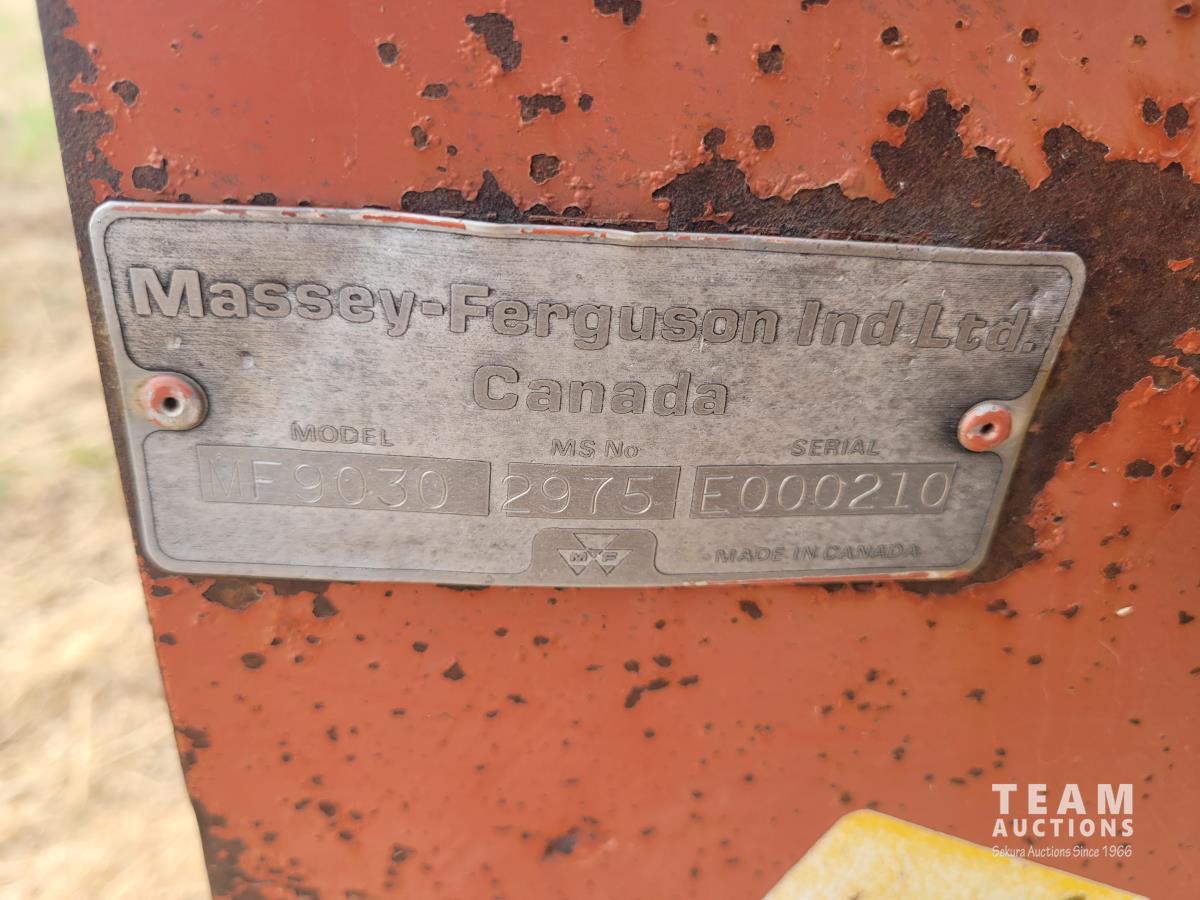 Massey-Ferguson Ind Ltd.
Canada
MODEL MS No SERIAL
MF9030 2975 E000210
MF
MADE IN CANADA
TEAM
AUCTIONS
Sekura Auctions Since 1966